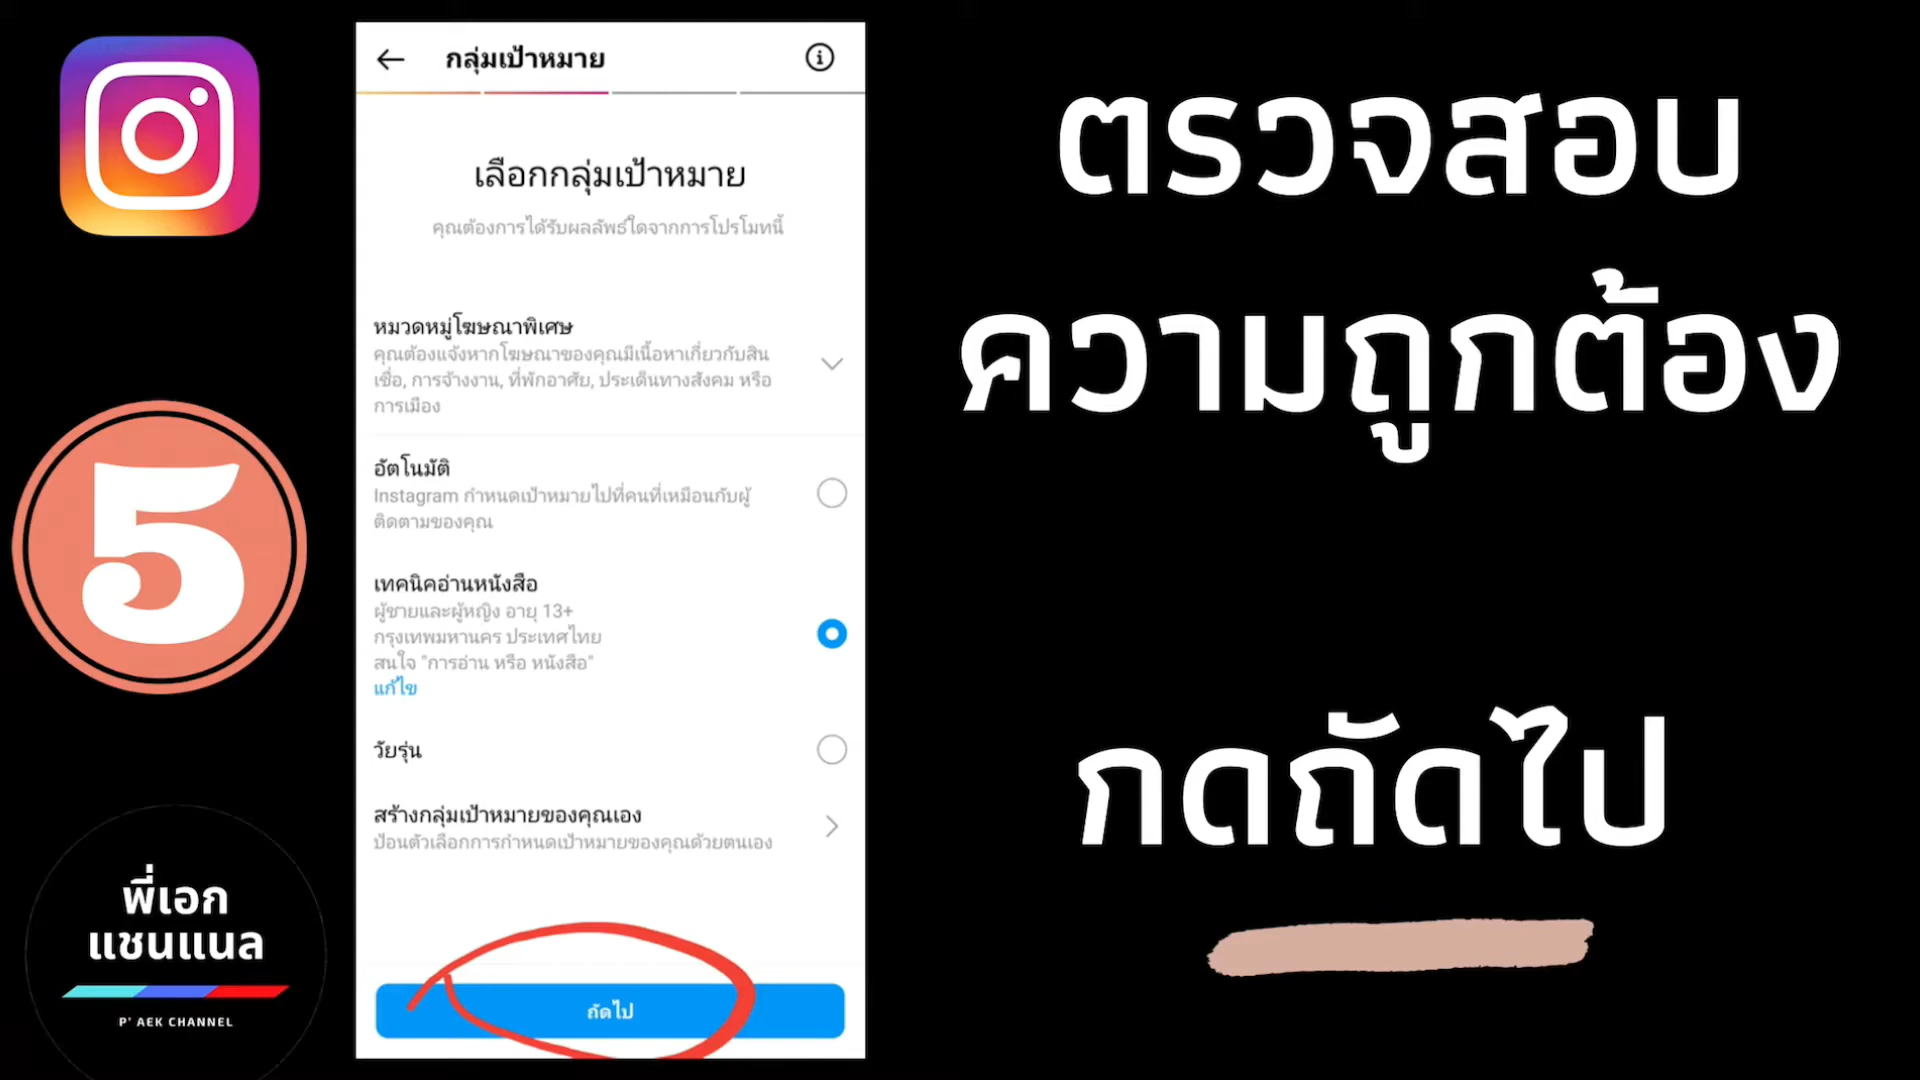 กลุ่มเป้าหมาย
เลือกกลุ่มเป้าหมาย
คุณต้องการได้รับผลลัพธ์ใดจากการโปรโมทนี้
หมวดหมู่โฆษณาพิเศษ
คุณต้องแจ้งหากโฆษณาของคุณมีเนื้อหาเกี่ยวกับสิน
เชื่อ, การจ้างงาน, ที่พักอาศัย, ประเด็นทางสังคม หรือ
การเมือง
อัตโนมัติ
Instagram กำหนดเป้าหมายไปที่คนที่เหมือนกับผู้
ติดตามของคุณ
เทคนิคอ่านหนังสือ
ผู้ชายและผู้หญิง อายุ 13+
กรุงเทพมหานคร ประเทศไทย
สนใจ "การอ่าน หรือ หนังสือ"
แก้ไข
วัยรุ่น
สร้างกลุ่มเป้าหมายของคุณเอง
ป้อนตัวเลือกการกำหนดเป้าหมายของคุณด้วยตนเอง
ถัดไป
5
พี่เอก
แชนแนล
P' AEK CHANNEL
ตรวจสอบ
ความถูกต้อง
กดถัดไป